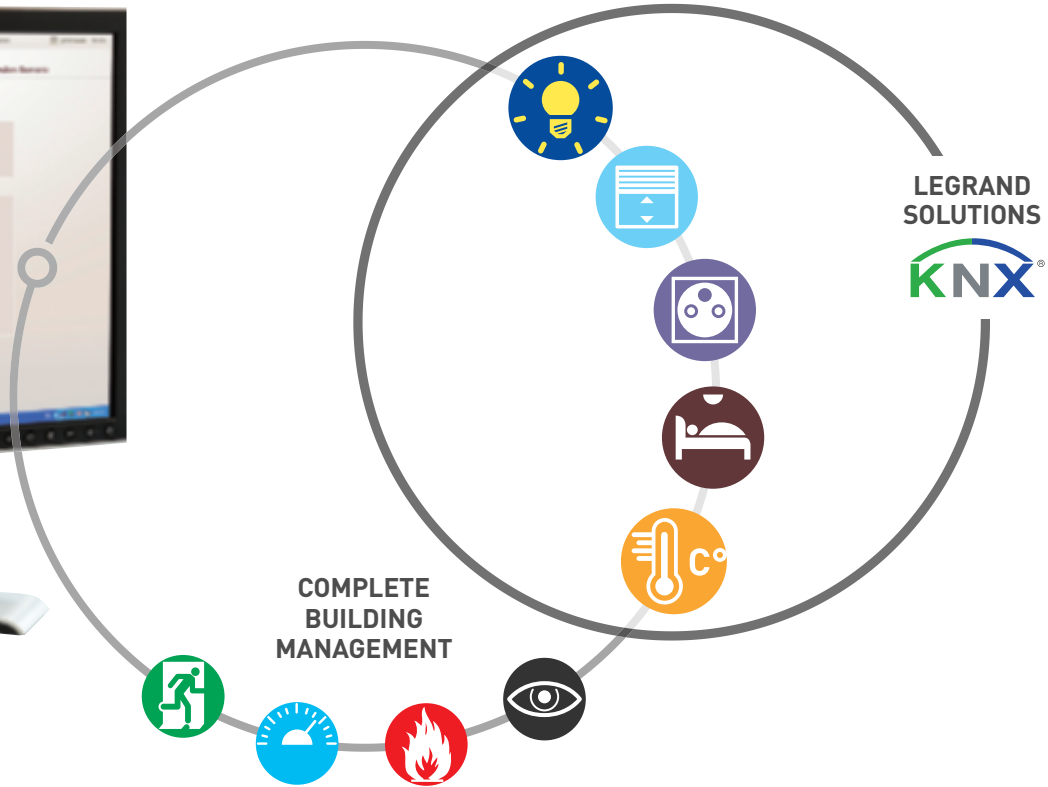 LEGRAND
SOLUTIONS
KNX®
C°
COMPLETE
BUILDING
MANAGEMENT